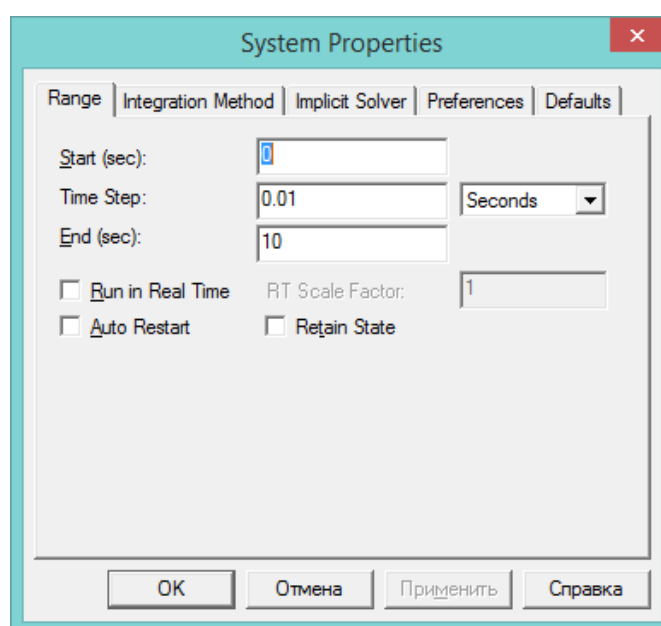 System Properties
Range Integration Method Implicit Solver Preferences Defaults
Start (sec): 0
Time Step: 0.01 Seconds
End (sec): 10
Run in Real Time RT Scale Factor: 1
Auto Restart Retain State
OK Отмена Применить Справка